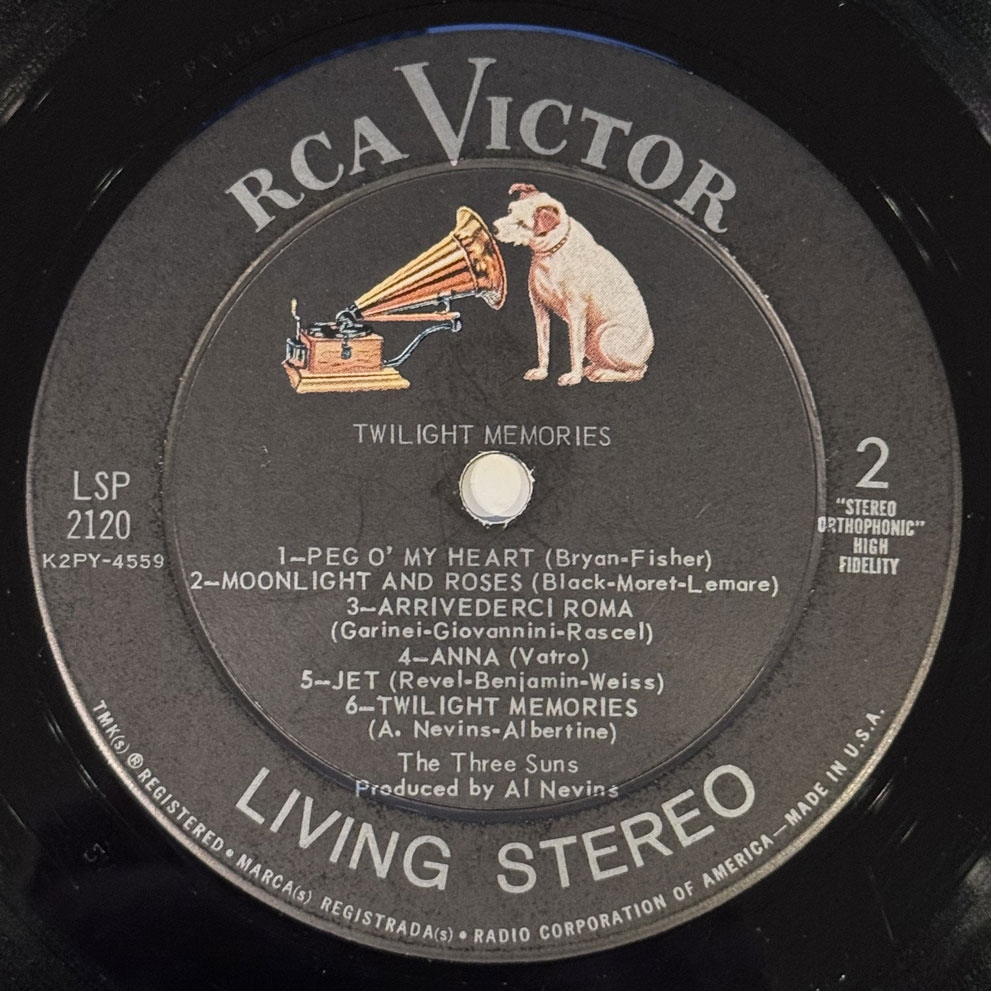 RCA VICTOR
TWILIGHT MEMORIES
LSP
2120
K2PY-4559
2
"STEREO
ORTHOPHONIC"
HIGH
FIDELITY
1—PEG O' MY HEART (Bryan-Fisher)
2—MOONLIGHT AND ROSES (Black-Moret-Lemare)
3—ARRIVEDERCI ROMA
(Garinei-Giovannini-Rascel)
4—ANNA (Vatro)
5—JET (Revel-Benjamin-Weiss)
6—TWILIGHT MEMORIES
(A. Nevins-Albertine)
The Three Suns
Produced by Al Nevins
LIVING STEREO
TMK(s) ® REGISTERED • MARCA(s) REGISTRADA(s) • RADIO CORPORATION OF AMERICA—MADE IN U.S.A.